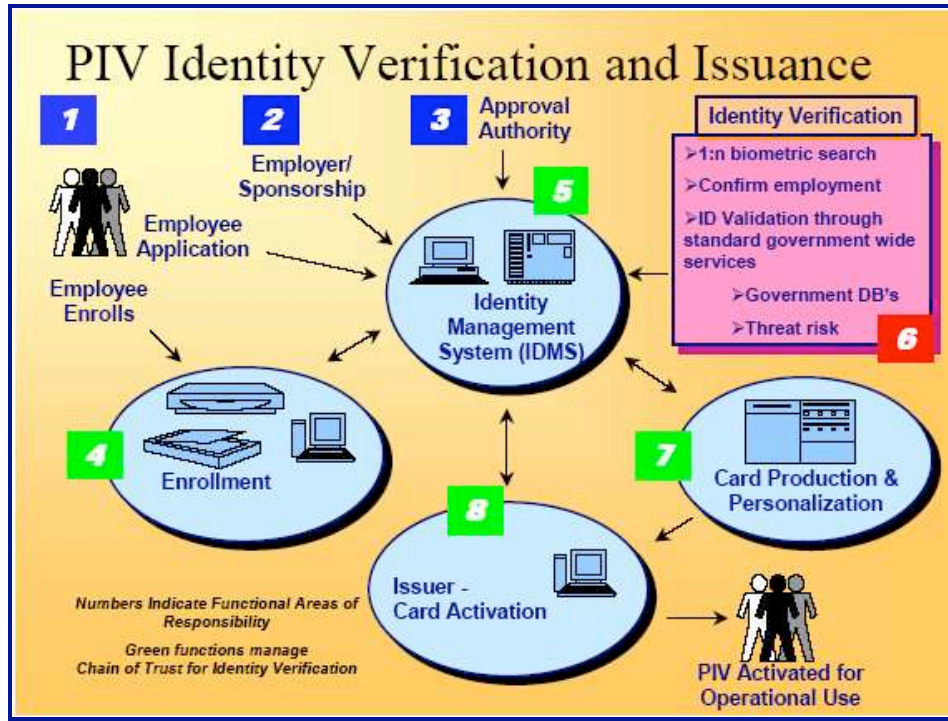 PIV Identity Verification and Issuance
1
2
3
Approval
Authority
Employer/
Sponsorship
Employee
Application
Employee
Enrolls
Identity Verification
➢1:n biometric search
➢Confirm employment
➢ID Validation through
standard government wide
services
➢Government DB's
➢Threat risk
6
5
Identity
Management
System (IDMS)
4
Enrollment
7
Card Production &
Personalization
8
Issuer -
Card Activation
Numbers Indicate Functional Areas of
Responsibility
Green functions manage
Chain of Trust for Identity Verification
PIV Activated for
Operational Use